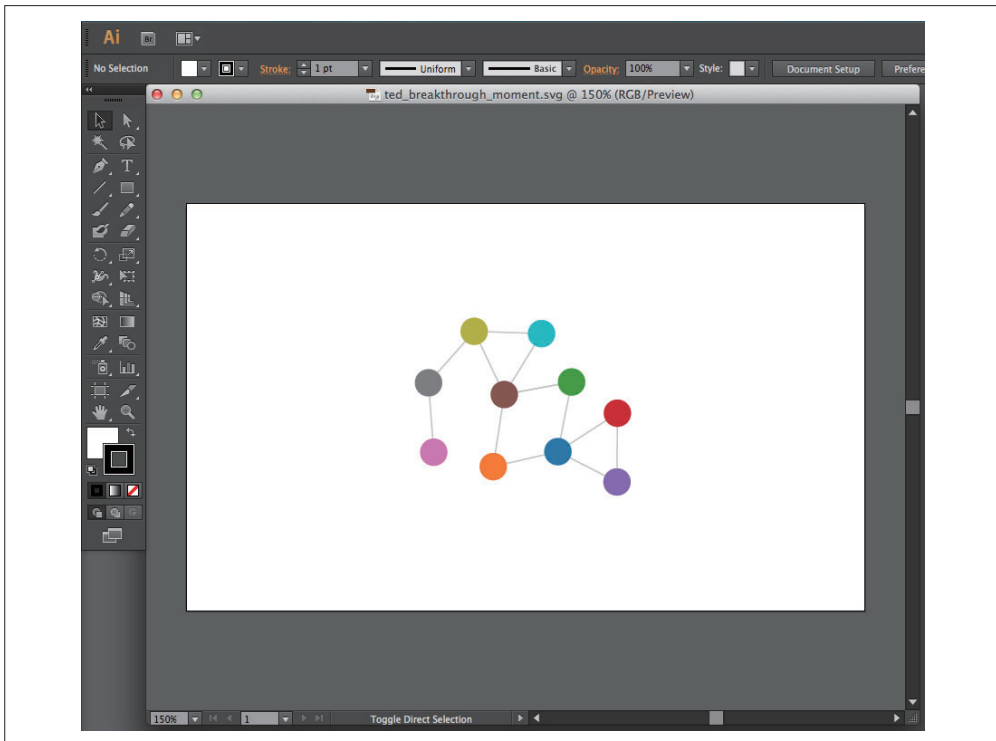 Ai Br
No Selection Stroke: 1 pt Uniform Basic Opacity: 100% Style: Document Setup Prefere
ted_breakthrough_moment.svg @ 150% (RGB/Preview)
T
150% 1 Toggle Direct Selection